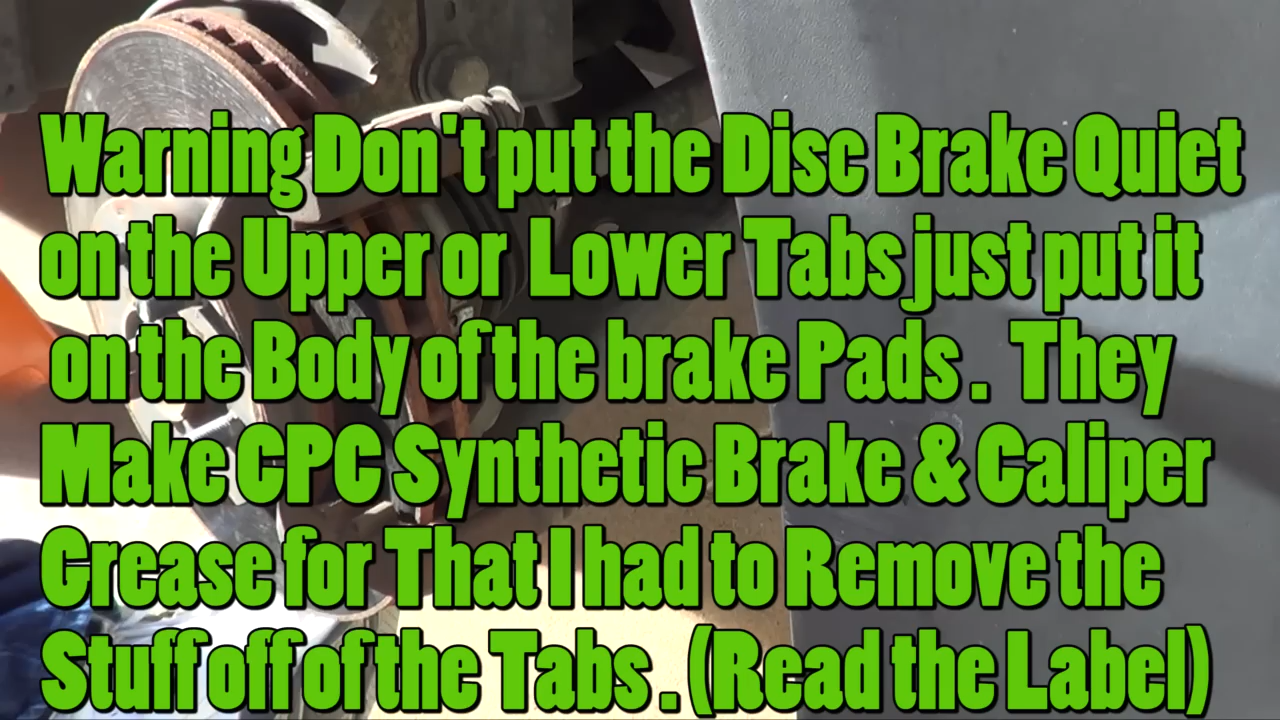 Warning Don't put the Disc Brake Quiet
on the Upper or Lower Tabs just put it
on the Body of the brake Pads . They
Make CPC Synthetic Brake & Caliper
Grease for That I had to Remove the
Stuff off of the Tabs . (Read the Label)